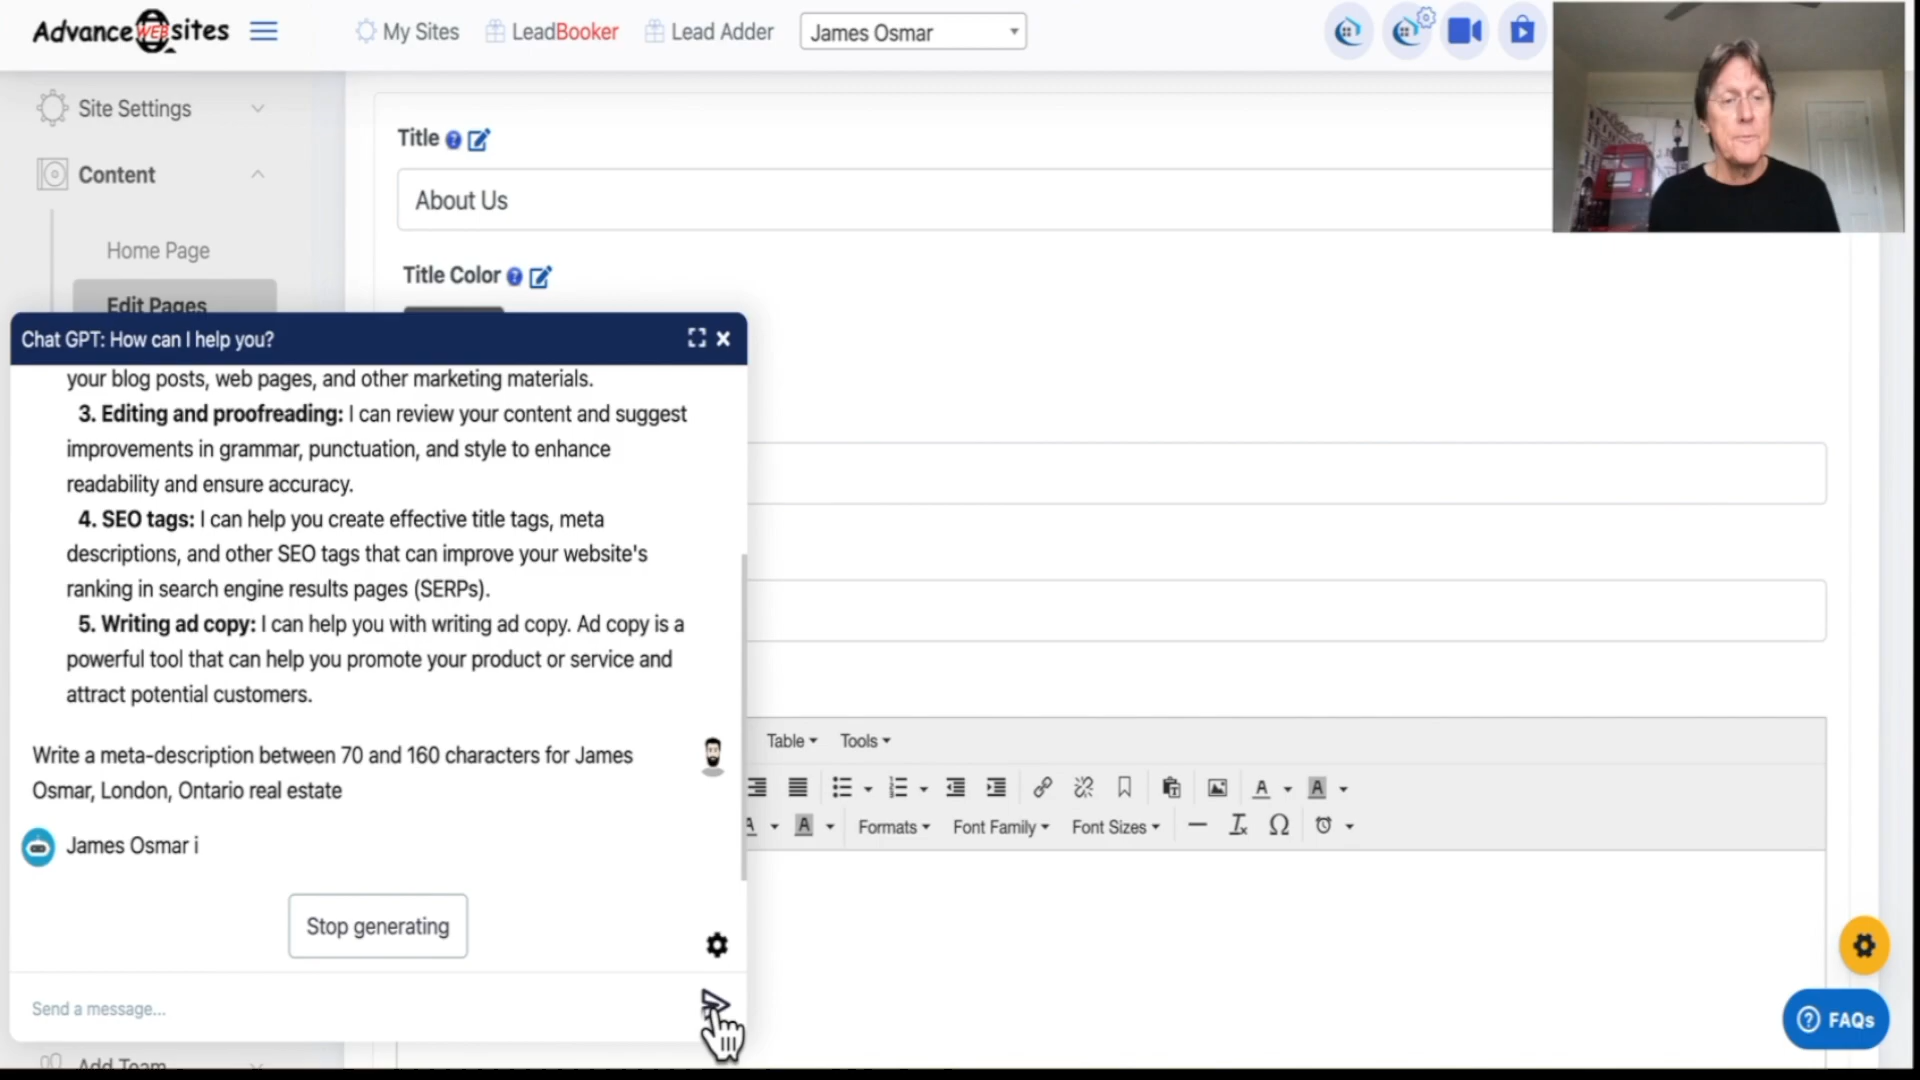 AdvanceWEBsites
My Sites
LeadBooker
Lead Adder
James Osmar
Site Settings
Content
Home Page
Edit Pages
Title
About Us
Title Color
Chat GPT: How can I help you?
your blog posts, web pages, and other marketing materials.
3. Editing and proofreading: I can review your content and suggest
improvements in grammar, punctuation, and style to enhance
readability and ensure accuracy.
4. SEO tags: I can help you create effective title tags, meta
descriptions, and other SEO tags that can improve your website's
ranking in search engine results pages (SERPs).
5. Writing ad copy: I can help you with writing ad copy. Ad copy is a
powerful tool that can help you promote your product or service and
attract potential customers.
Write a meta-description between 70 and 160 characters for James
Osmar, London, Ontario real estate
James Osmar i
Stop generating
Send a message...
Add Team
Table
Tools
Formats
Font Family
Font Sizes
FAQs